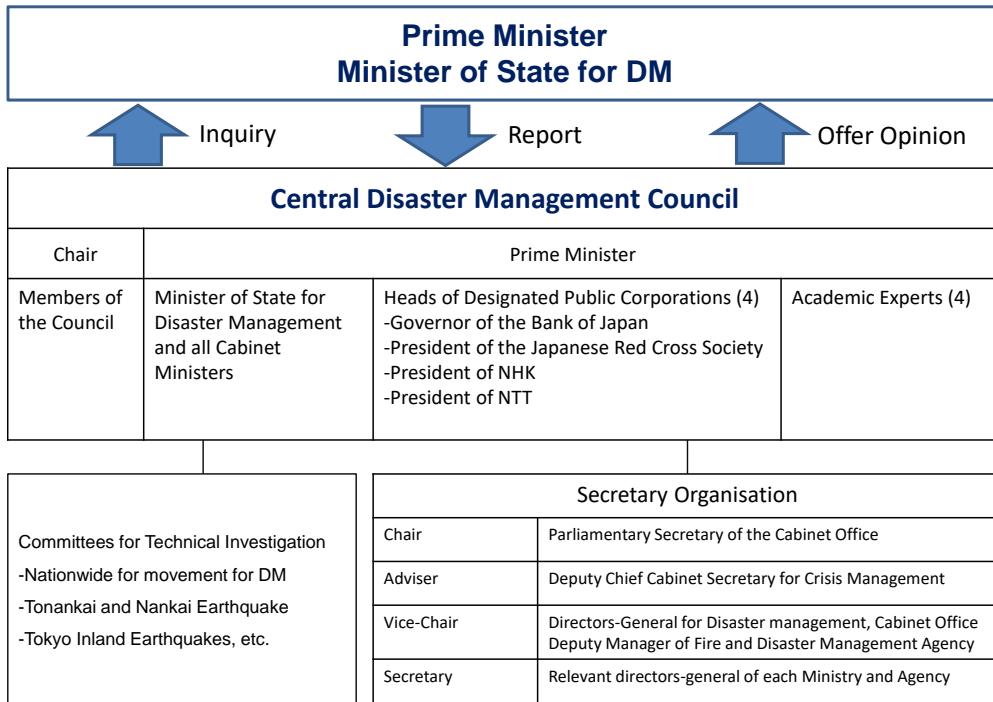 Prime Minister
Minister of State for DM
Inquiry
Report
Offer Opinion
Central Disaster Management Council
Chair
Prime Minister
Members of
the Council
Minister of State for
Disaster Management
and all Cabinet
Ministers
Heads of Designated Public Corporations (4)
-Governor of the Bank of Japan
-President of the Japanese Red Cross Society
-President of NHK
-President of NTT
Academic Experts (4)
Committees for Technical Investigation
-Nationwide for movement for DM
-Tonankai and Nankai Earthquake
-Tokyo Inland Earthquakes, etc.
Secretary Organisation
Chair
Parliamentary Secretary of the Cabinet Office
Adviser
Deputy Chief Cabinet Secretary for Crisis Management
Vice-Chair
Directors-General for Disaster management, Cabinet Office
Deputy Manager of Fire and Disaster Management Agency
Secretary
Relevant directors-general of each Ministry and Agency